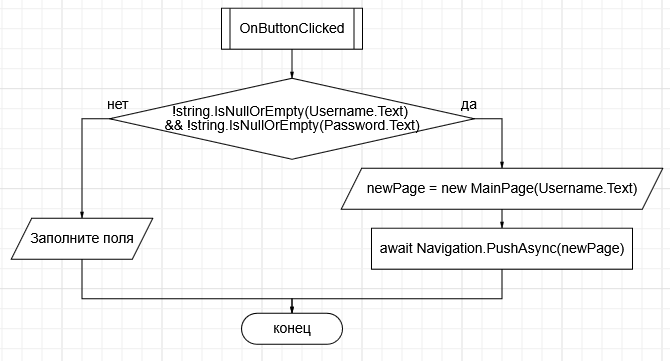 OnButtonClicked
нет
да
!string.IsNullOrEmpty(Username.Text)
&& !string.IsNullOrEmpty(Password.Text)
newPage = new MainPage(Username.Text)
Заполните поля
await Navigation.PushAsync(newPage)
конец